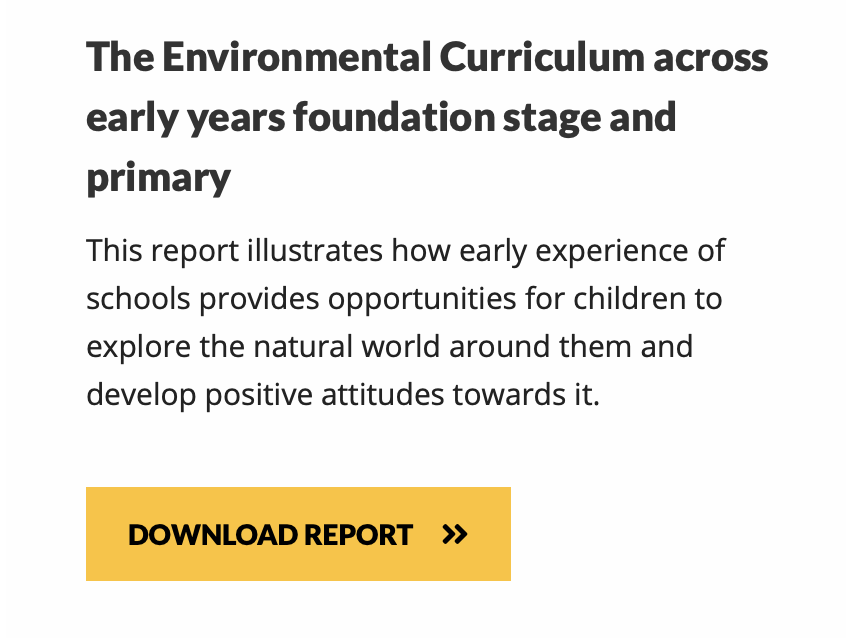 The Environmental Curriculum across
early years foundation stage and
primary
This report illustrates how early experience of
schools provides opportunities for children to
explore the natural world around them and
develop positive attitudes towards it.
DOWNLOAD REPORT »